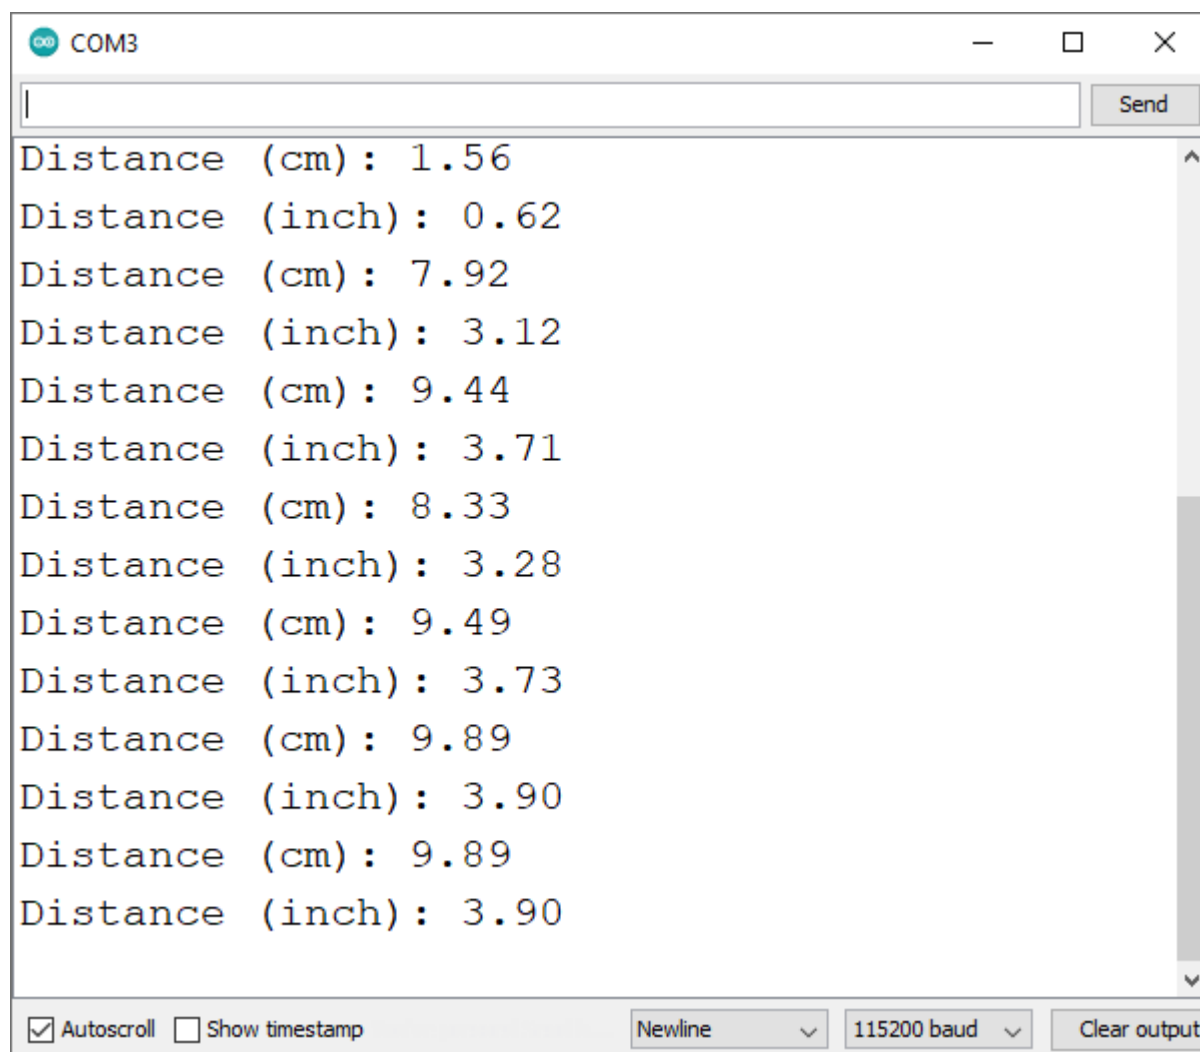 COM3
Send
Distance (cm): 1.56
Distance (inch): 0.62
Distance (cm): 7.92
Distance (inch): 3.12
Distance (cm): 9.44
Distance (inch): 3.71
Distance (cm): 8.33
Distance (inch): 3.28
Distance (cm): 9.49
Distance (inch): 3.73
Distance (cm): 9.89
Distance (inch): 3.90
Distance (cm): 9.89
Distance (inch): 3.90
Autoscroll Show timestamp Newline 115200 baud Clear output